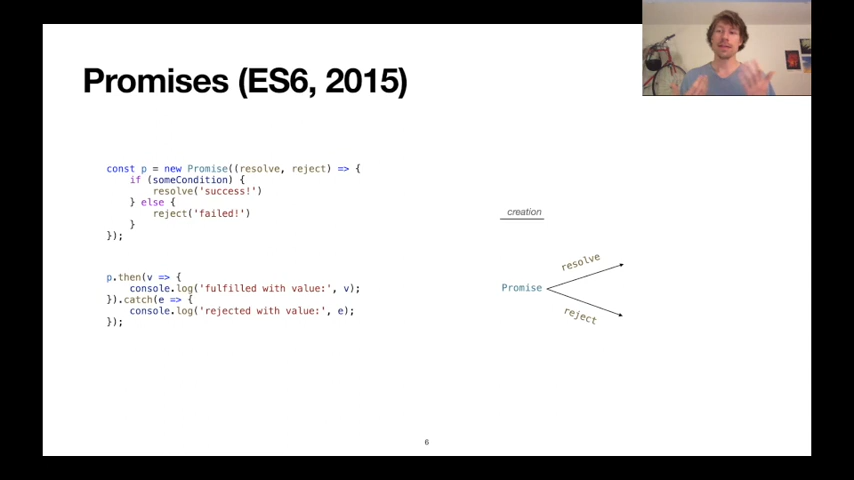 Promises (ES6, 2015)
const p = new Promise((resolve, reject) => {
    if (someCondition) {
        resolve('success!')
    } else {
        reject('failed!')
    }
});
p.then(v => {
    console.log('fulfilled with value:', v);
}).catch(e => {
    console.log('rejected with value:', e);
});
creation
resolve
Promise
reject
6